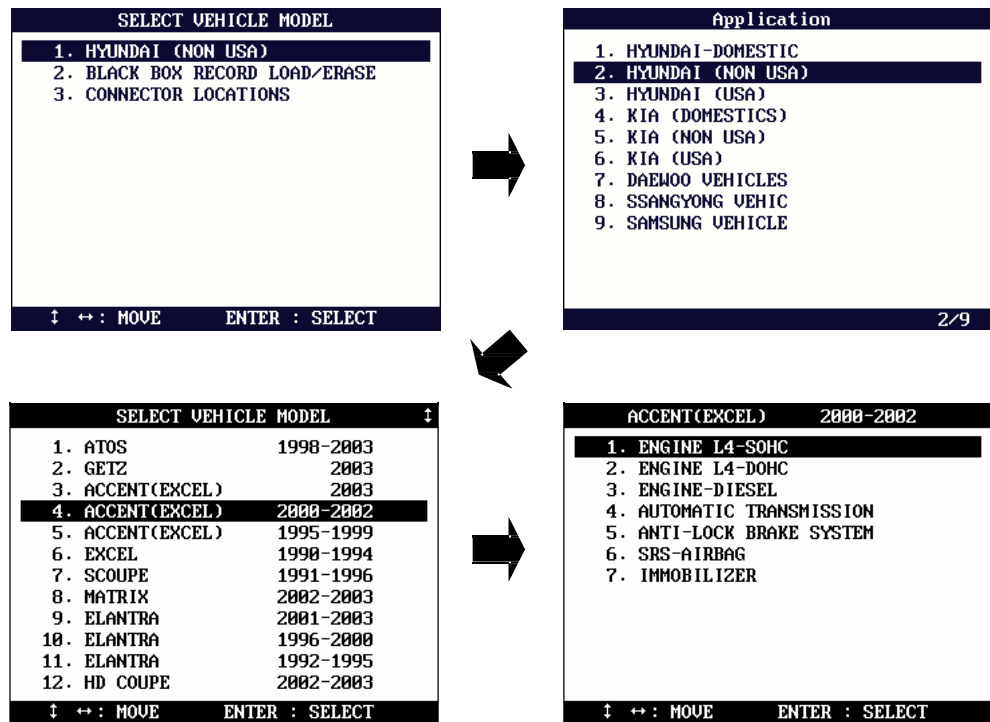 SELECT VEHICLE MODEL
1. HYUNDAI (NON USA)
2. BLACK BOX RECORD LOAD/ERASE
3. CONNECTOR LOCATIONS
↕ ↔: MOVE ENTER : SELECT
Application
1. HYUNDAI-DOMESTIC
2. HYUNDAI (NON USA)
3. HYUNDAI (USA)
4. KIA (DOMESTICS)
5. KIA (NON USA)
6. KIA (USA)
7. DAEWOO VEHICLES
8. SSANGYONG VEHIC
9. SAMSUNG VEHICLE
2/9
SELECT VEHICLE MODEL ↕
1. ATOS 1998-2003
2. GETZ 2003
3. ACCENT(EXCEL) 2003
4. ACCENT(EXCEL) 2000-2002
5. ACCENT(EXCEL) 1995-1999
6. EXCEL 1990-1994
7. SCOUPE 1991-1996
8. MATRIX 2002-2003
9. ELANTRA 2001-2003
10. ELANTRA 1996-2000
11. ELANTRA 1992-1995
12. HD COUPE 2002-2003
↕ ↔: MOVE ENTER : SELECT
ACCENT(EXCEL) 2000-2002
1. ENGINE L4-SOHC
2. ENGINE L4-DOHC
3. ENGINE-DIESEL
4. AUTOMATIC TRANSMISSION
5. ANTI-LOCK BRAKE SYSTEM
6. SRS-AIRBAG
7. IMMOBILIZER
↕ ↔: MOVE ENTER : SELECT